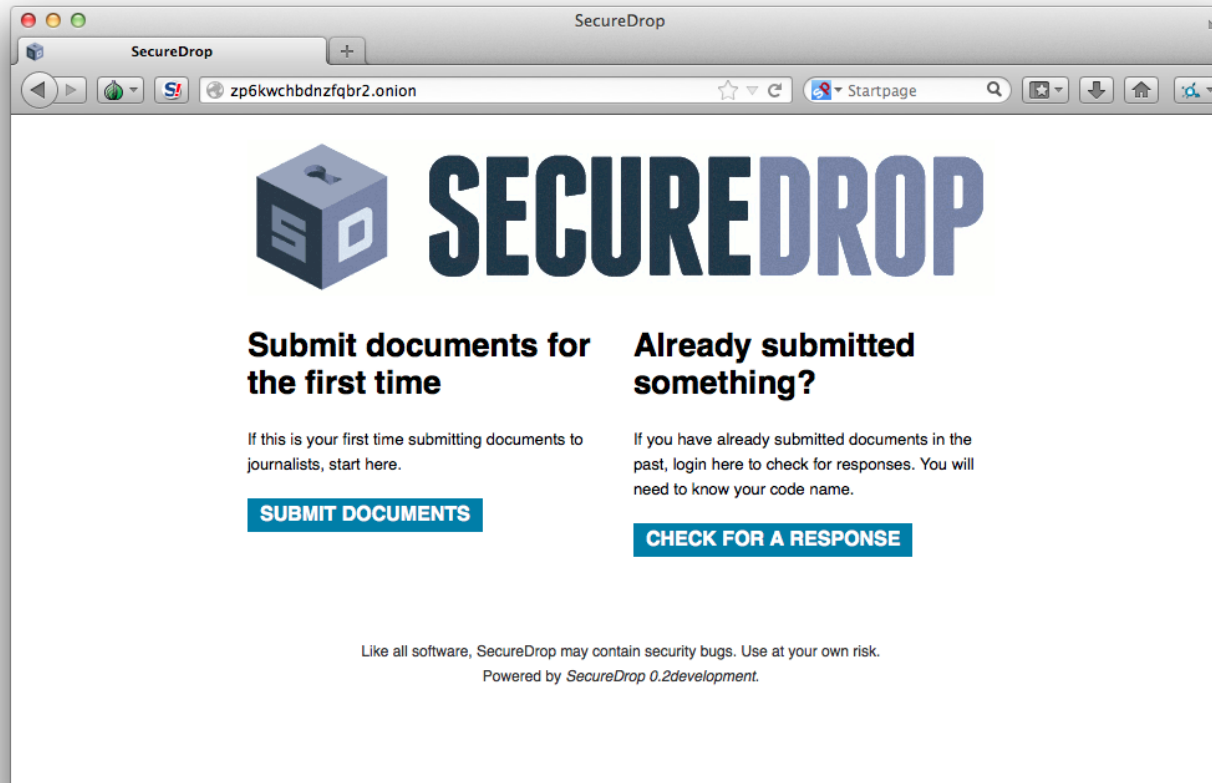 SecureDrop
SecureDrop
zp6kwchbdnzfqbr2.onion
Startpage
S D
SECUREDROP
Submit documents for
the first time
If this is your first time submitting documents to
journalists, start here.
SUBMIT DOCUMENTS
Already submitted
something?
If you have already submitted documents in the
past, login here to check for responses. You will
need to know your code name.
CHECK FOR A RESPONSE
Like all software, SecureDrop may contain security bugs. Use at your own risk.
Powered by SecureDrop 0.2development.